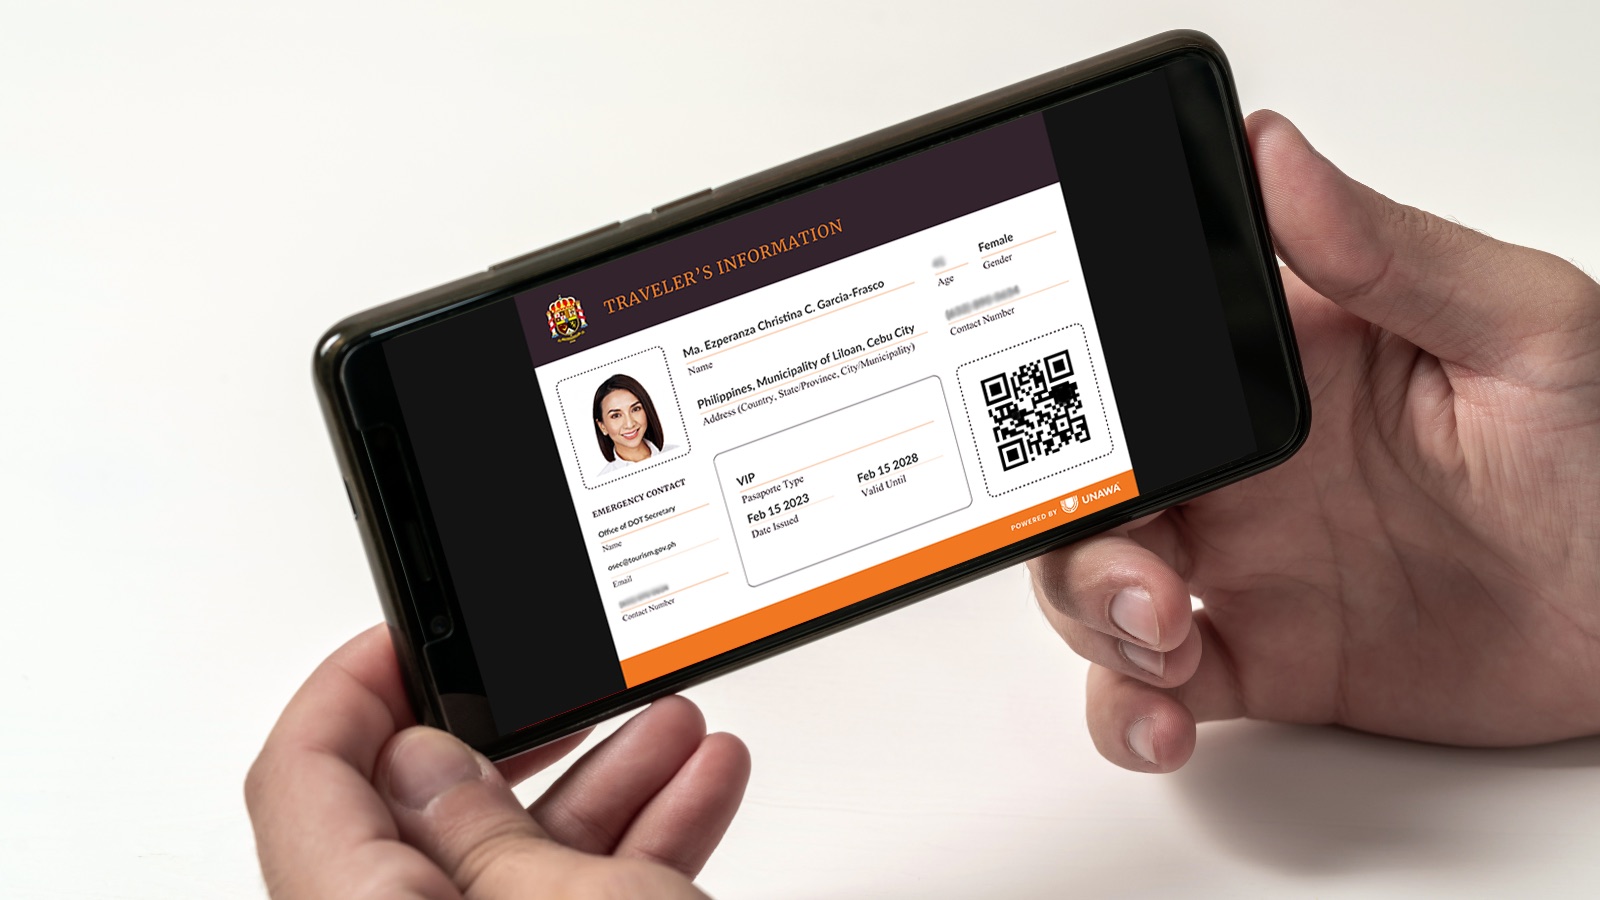 TRAVELER'S INFORMATION
Ma. Ezperanza Christina C. Garcia-Frasco
Name
Age
Female
Gender
Philippines, Municipality of Liloan, Cebu City
Address (Country, State/Province, City/Municipality)
Contact Number
VIP
Pasaporte Type
Feb 15 2023
Date Issued
Feb 15 2028
Valid Until
EMERGENCY CONTACT
Office of DOT Secretary
Name
osec@tourism.gov.ph
Email
Contact Number
POWERED BY UNAWA